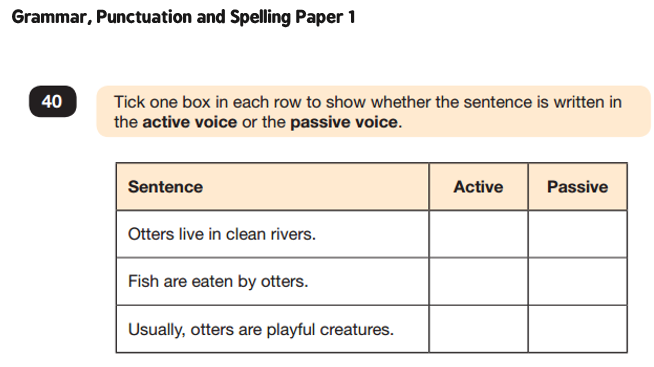 Grammar, Punctuation and Spelling Paper 1
40
Tick one box in each row to show whether the sentence is written in
the active voice or the passive voice.
Sentence Active Passive
Otters live in clean rivers.
Fish are eaten by otters.
Usually, otters are playful creatures.